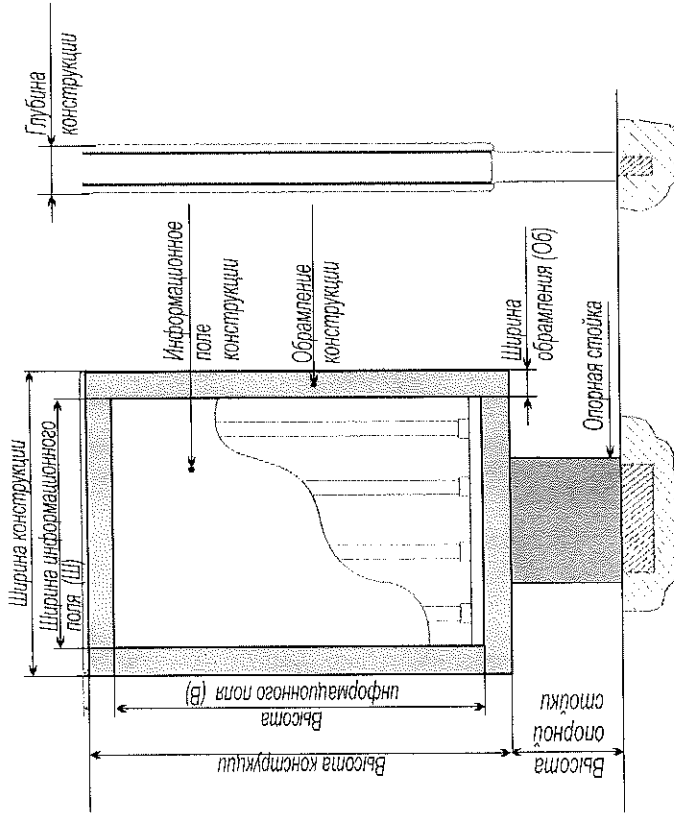 Глубина
конструкции
Информационное
поле
конструкции
Обрамление
конструкции
Ширина
обрамления (Об)
Опорная стойка
Ширина конструкции
Ширина информационного
поля (Ш)
Высота
информационного поля (В)
Высота конструкции
Высота
опорной
стойки